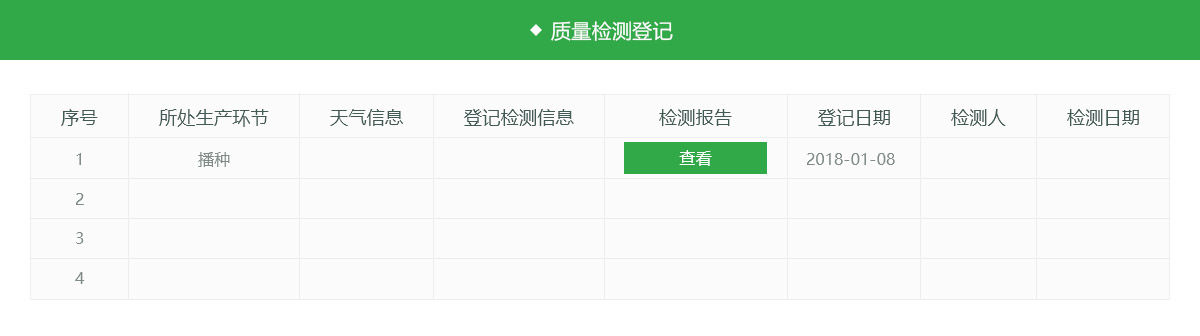 ◆ 质量检测登记
序号 所处生产环节 天气信息 登记检测信息 检测报告 登记日期 检测人 检测日期
1 播种 查看 2018-01-08
2
3
4